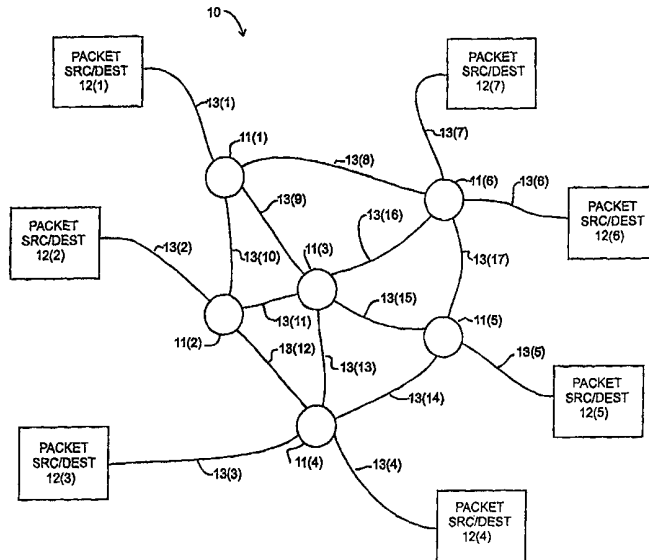 10
PACKET
SRC/DEST
12(1)
PACKET
SRC/DEST
12(7)
13(1)
13(7)
11(1)
13(8)
11(6)
13(6)
13(9)
PACKET
SRC/DEST
12(6)
PACKET
SRC/DEST
12(2)
13(2)
13(16)
13(10)
11(3)
13(17)
13(11)
13(15)
11(5)
11(2)
13(12)
13(13)
13(5)
13(14)
PACKET
SRC/DEST
12(5)
PACKET
SRC/DEST
12(3)
13(3)
11(4)
13(4)
PACKET
SRC/DEST
12(4)